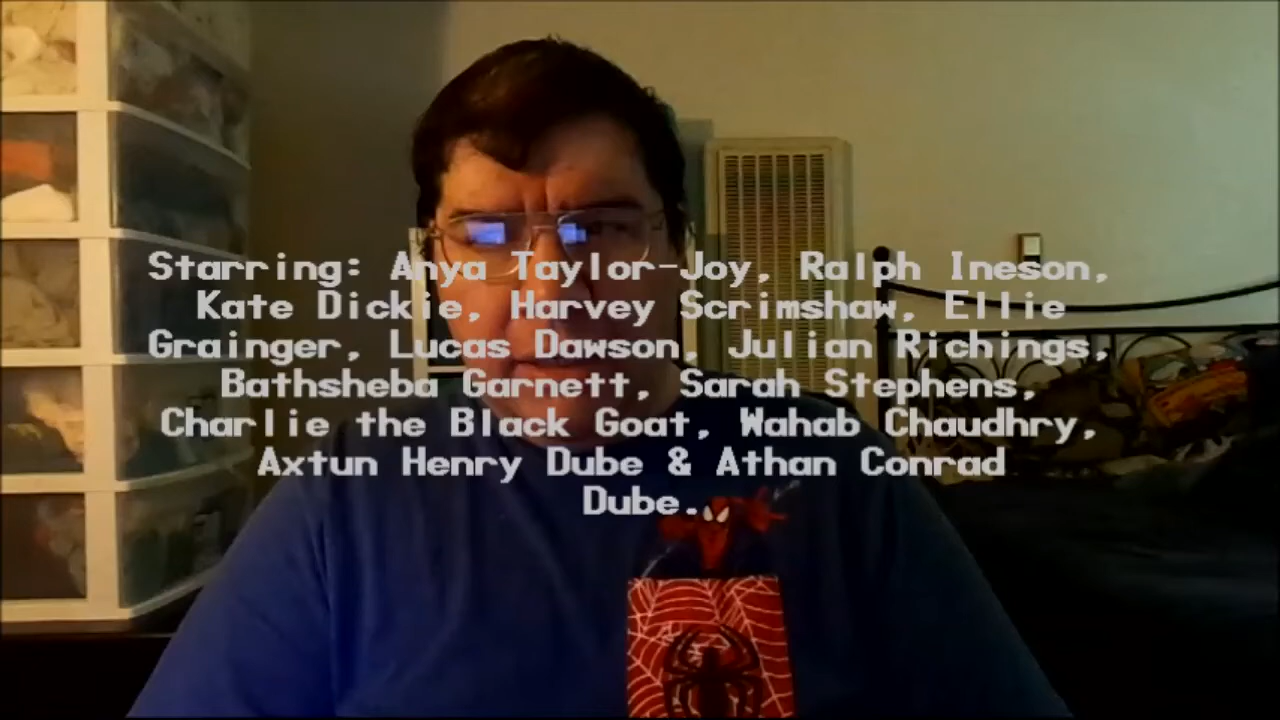 Starring: Anya Taylor-Joy, Ralph Ineson,
Kate Dickie, Harvey Scrimshaw, Ellie
Grainger, Lucas Dawson, Julian Richings,
Bathsheba Garnett, Sarah Stephens,
Charlie the Black Goat, Wahab Chaudhry,
Axtun Henry Dube & Athan Conrad
Dube.